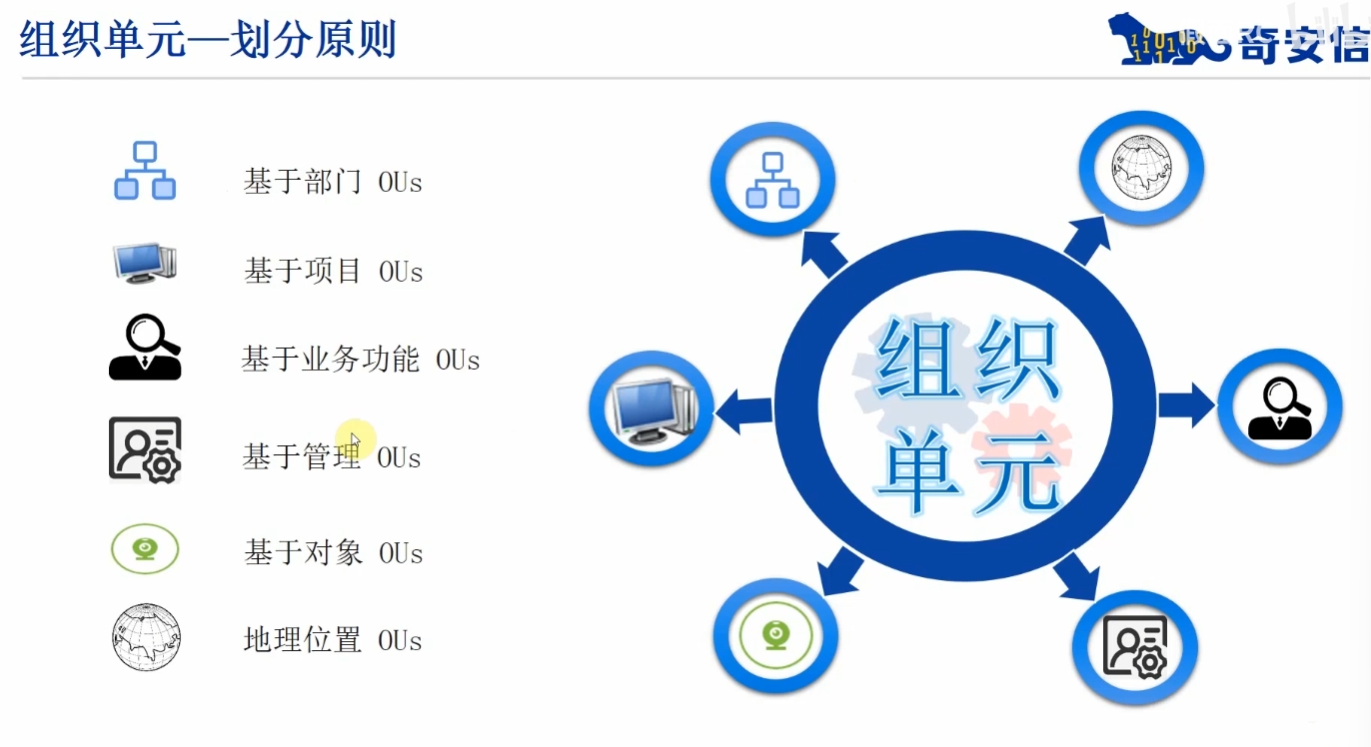 组织单元—划分原则
奇安信
基于部门 OUs
基于项目 OUs
基于业务功能 OUs
基于管理 OUs
基于对象 OUs
地理位置 OUs
组织
单元